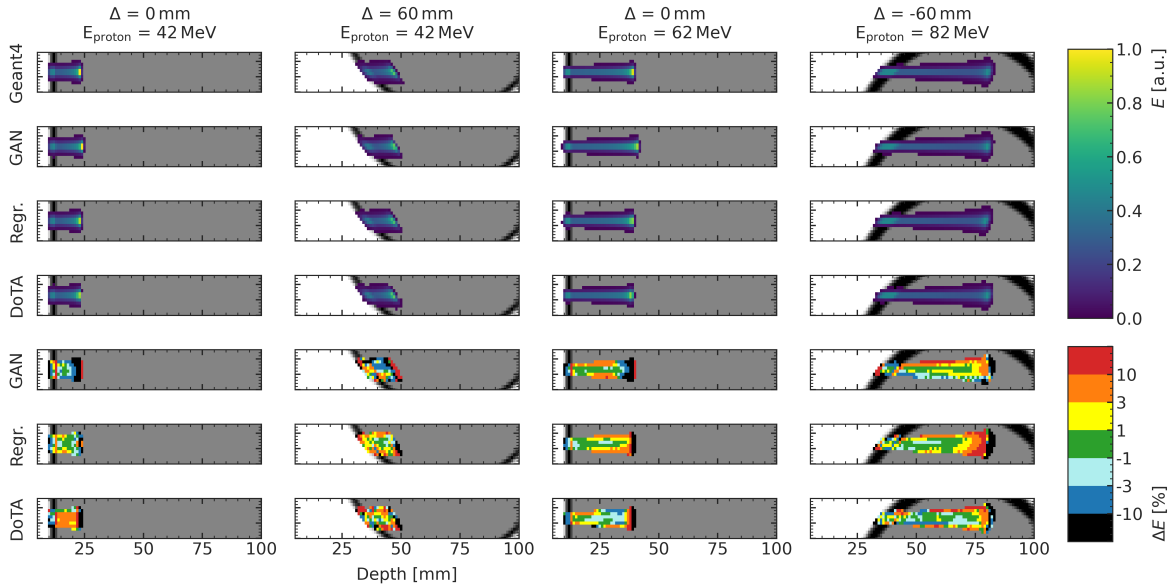 Δ = 0 mm
E_proton = 42 MeV
Δ = 60 mm
E_proton = 42 MeV
Δ = 0 mm
E_proton = 62 MeV
Δ = -60 mm
E_proton = 82 MeV
Geant4
GAN
Regr.
DoTA
GAN
Regr.
DoTA
25 50 75 100
25 50 75 100
25 50 75 100
25 50 75 100
Depth [mm]
1.0
0.8
0.6
0.4
0.2
0.0
E [a.u.]
10
3
1
-1
-3
-10
ΔE [%]